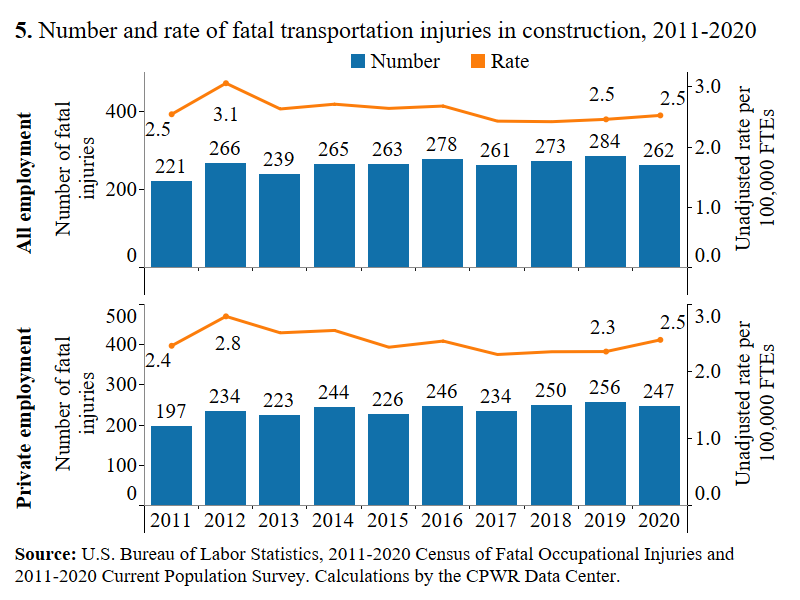 5. Number and rate of fatal transportation injuries in construction, 2011-2020
Number Rate
All employment
Number of fatal
injuries
400
200
0
2.5
3.1
2.5
2.5
221 266 239 265 263 278 261 273 284 262
3.0
2.0
1.0
0.0
Unadjusted rate per
100,000 FTEs
Private employment
Number of fatal
injuries
500
400
300
200
100
0
2.4
2.8
2.3
2.5
197 234 223 244 226 246 234 250 256 247
3.0
2.0
1.0
0.0
Unadjusted rate per
100,000 FTEs
2011 2012 2013 2014 2015 2016 2017 2018 2019 2020
Source: U.S. Bureau of Labor Statistics, 2011-2020 Census of Fatal Occupational Injuries and
2011-2020 Current Population Survey. Calculations by the CPWR Data Center.